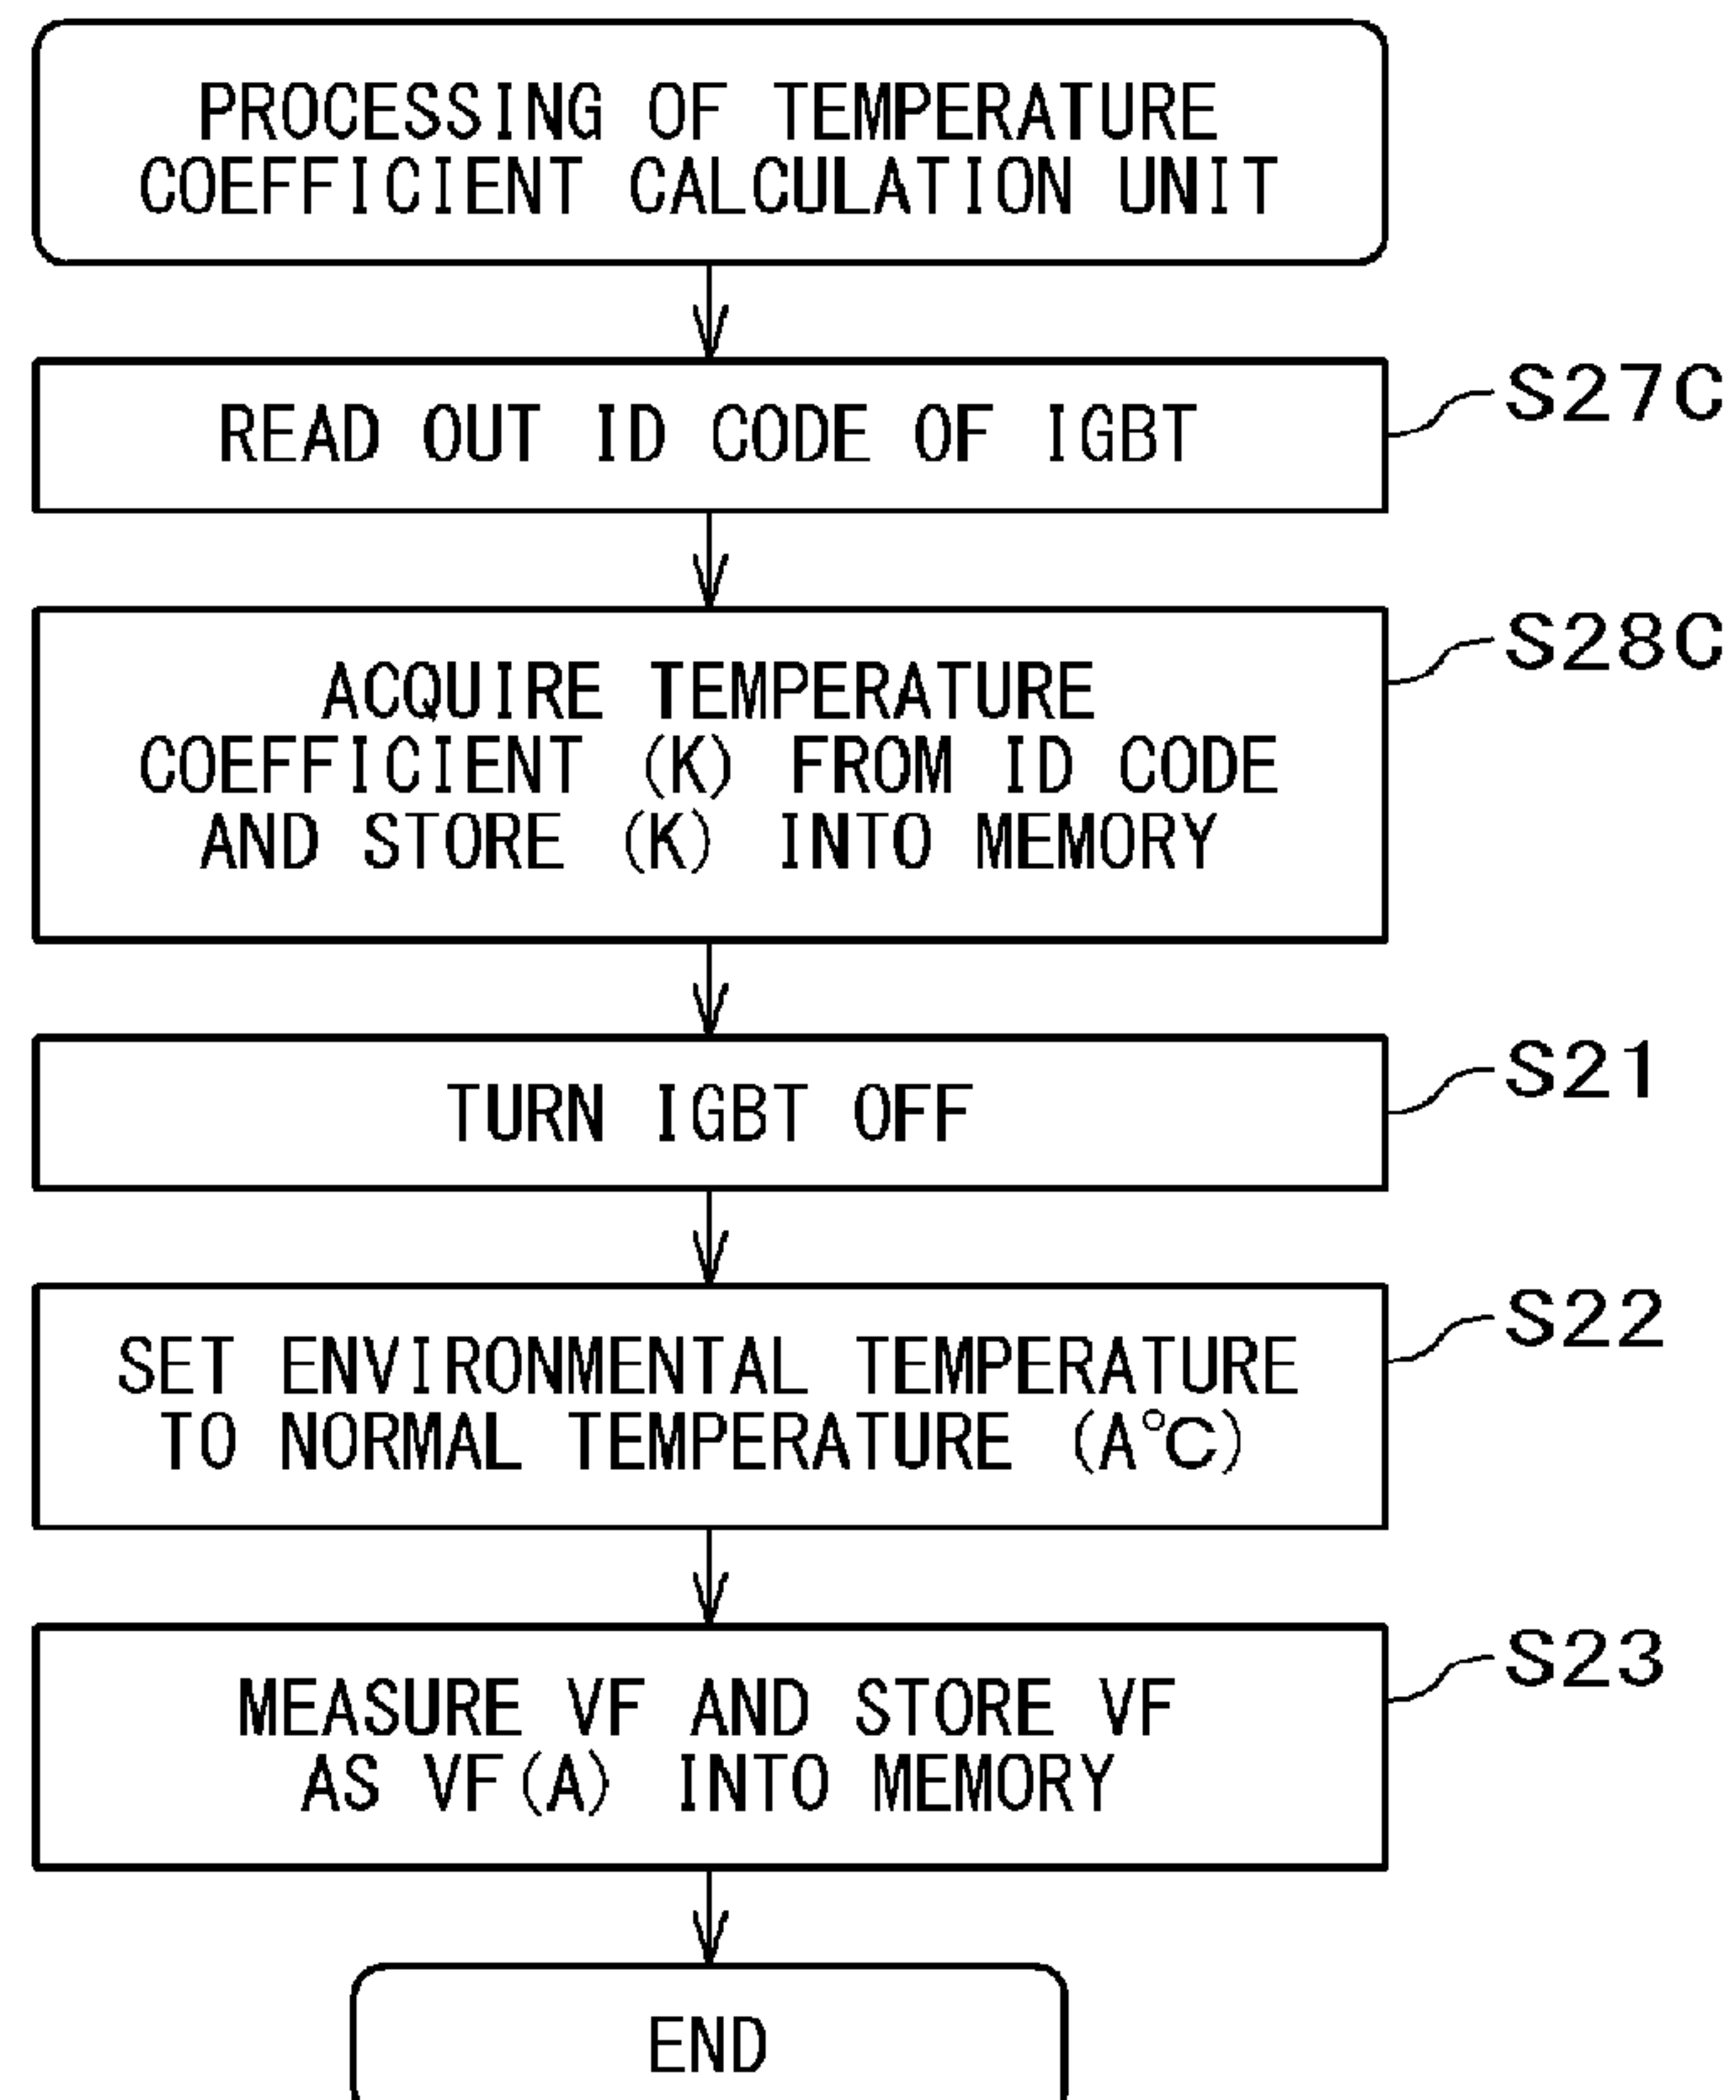 PROCESSING OF TEMPERATURE
COEFFICIENT CALCULATION UNIT
READ OUT ID CODE OF IGBT
S27C
ACQUIRE TEMPERATURE
COEFFICIENT (K) FROM ID CODE
AND STORE (K) INTO MEMORY
S28C
TURN IGBT OFF
S21
SET ENVIRONMENTAL TEMPERATURE
TO NORMAL TEMPERATURE (A℃)
S22
MEASURE VF AND STORE VF
AS VF(A) INTO MEMORY
S23
END